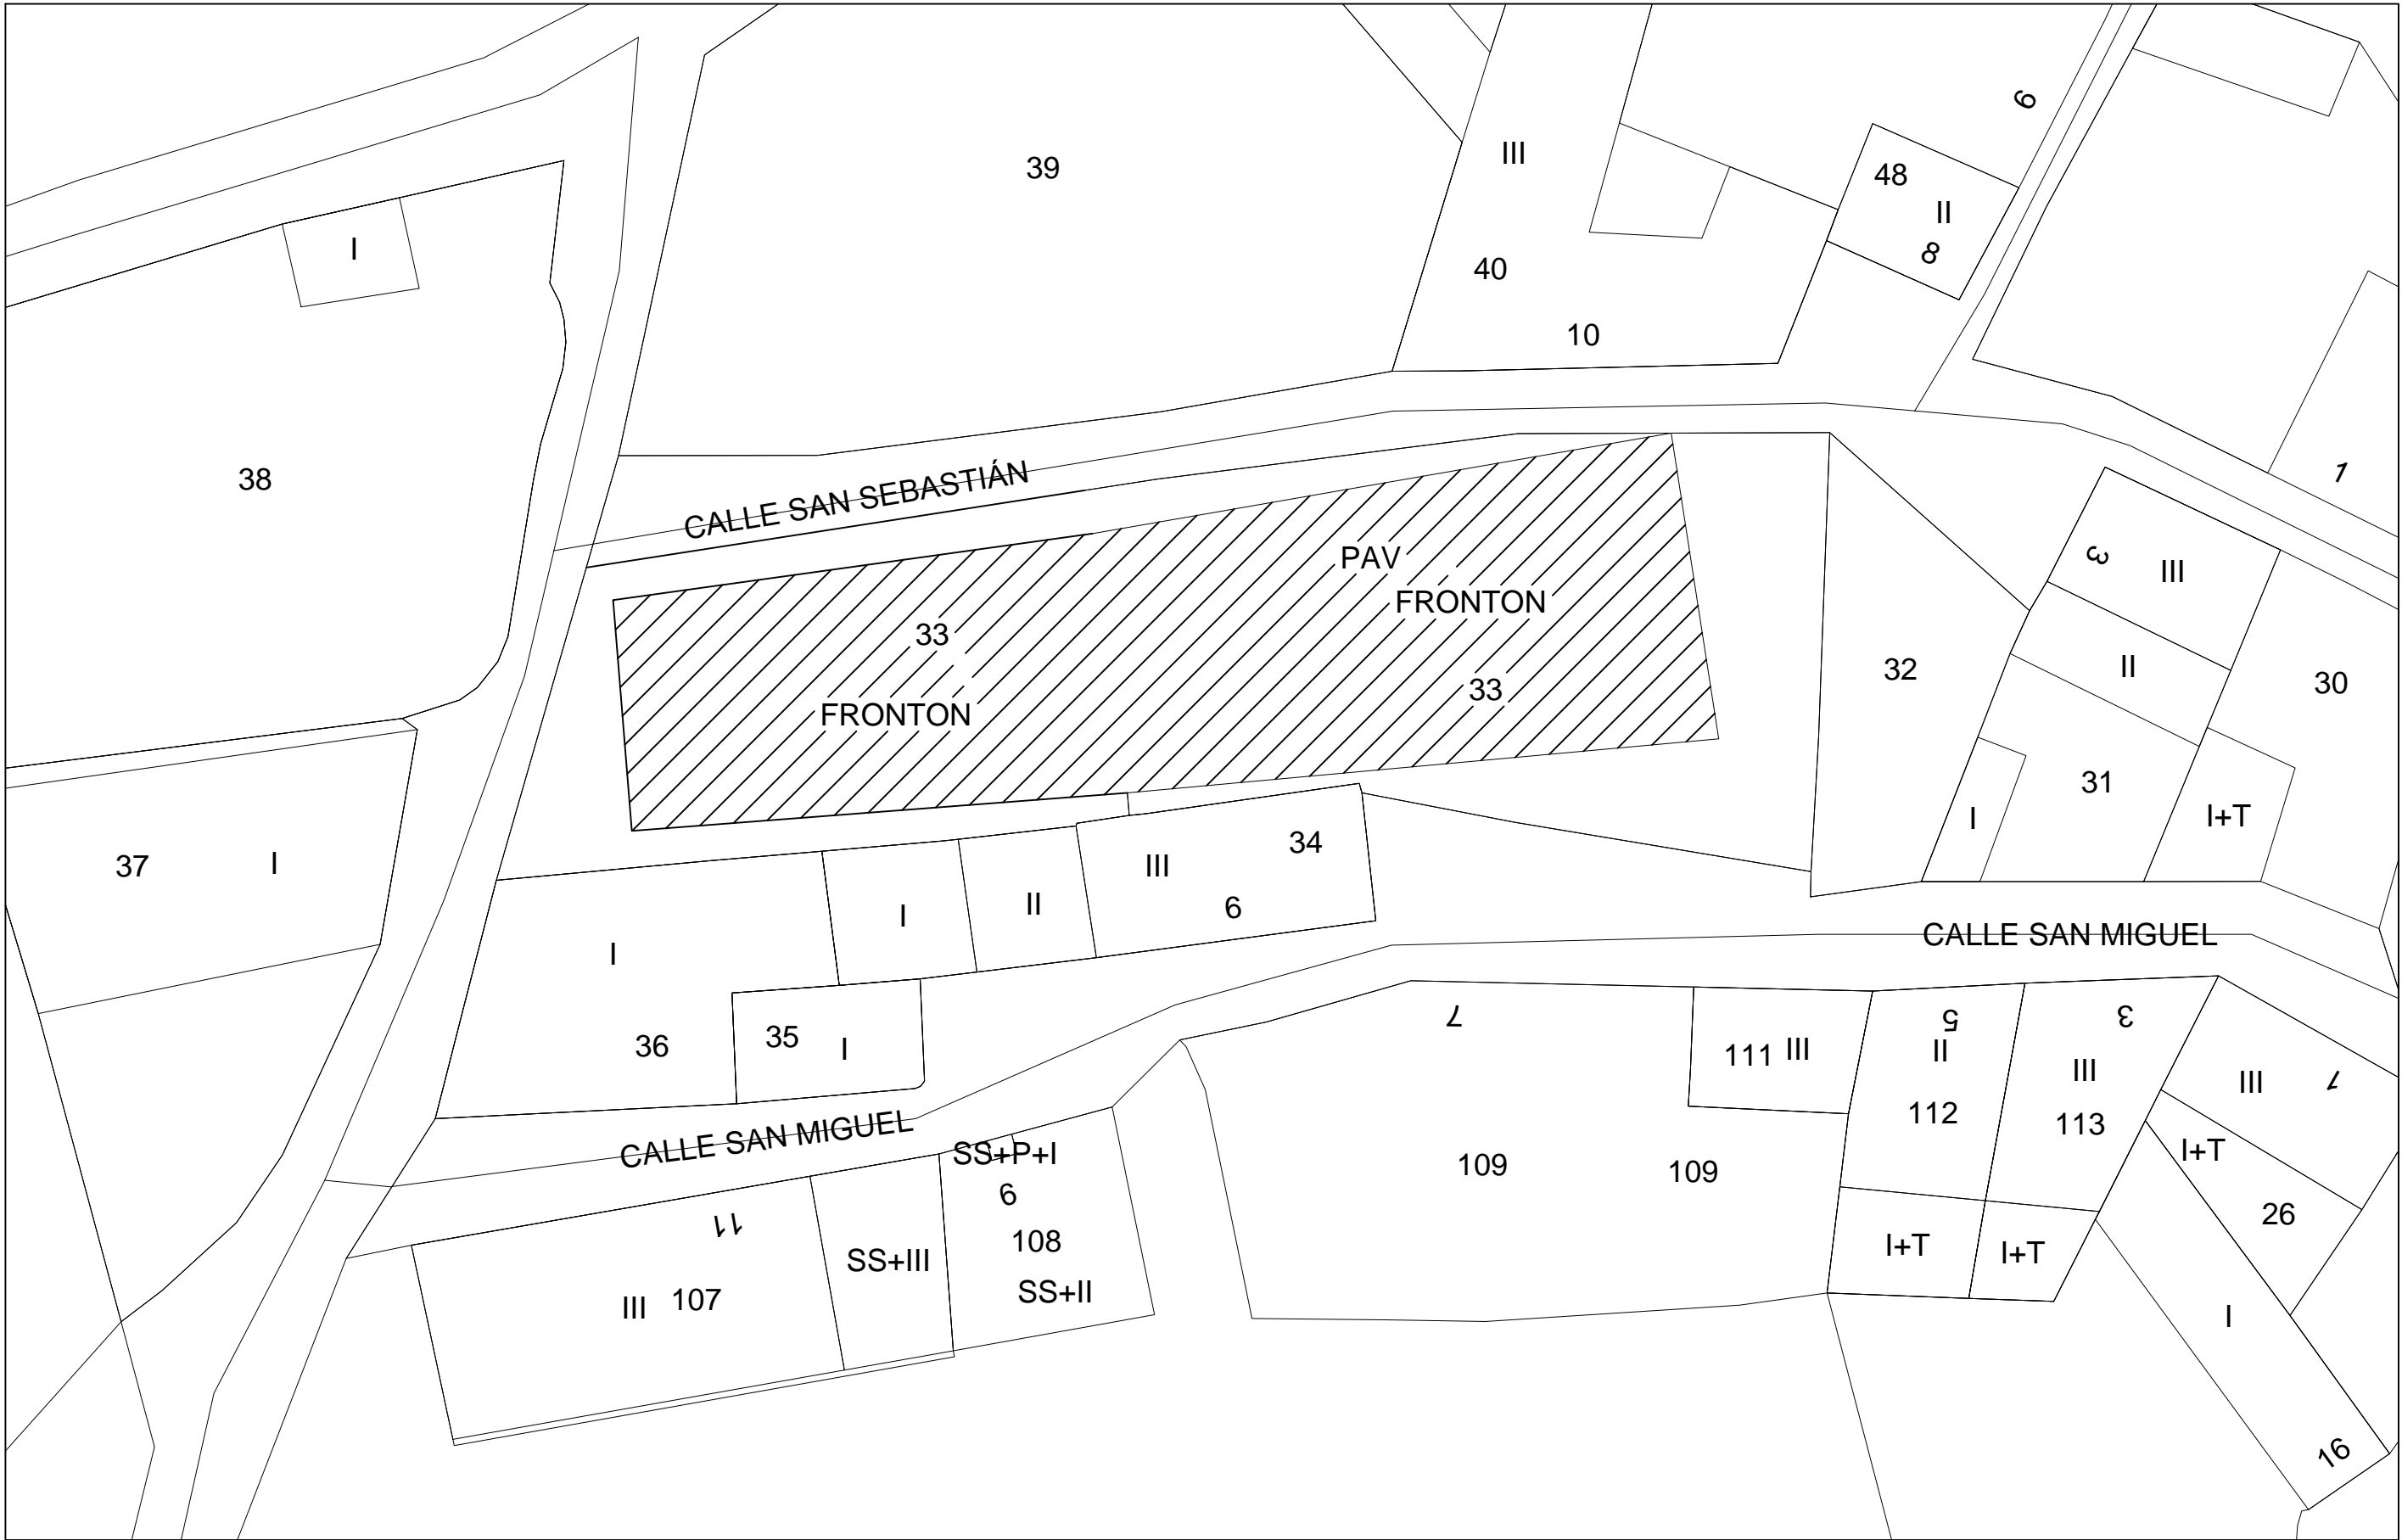 9
III
39
48
II
8
I
40
10
38
CALLE SAN SEBASTIÁN
1
PAV
3
III
FRONTON
33
II
32
30
33
FRONTON
31
I
I+T
34
III
37
I
6
II
I
CALLE SAN MIGUEL
I
7
5
3
35
I
36
111
III
II
III
III
1
112
113
CALLE SAN MIGUEL
SS+P+I
I+T
109
109
6
11
26
108
SS+III
I+T
I+T
SS+II
III
107
I
16